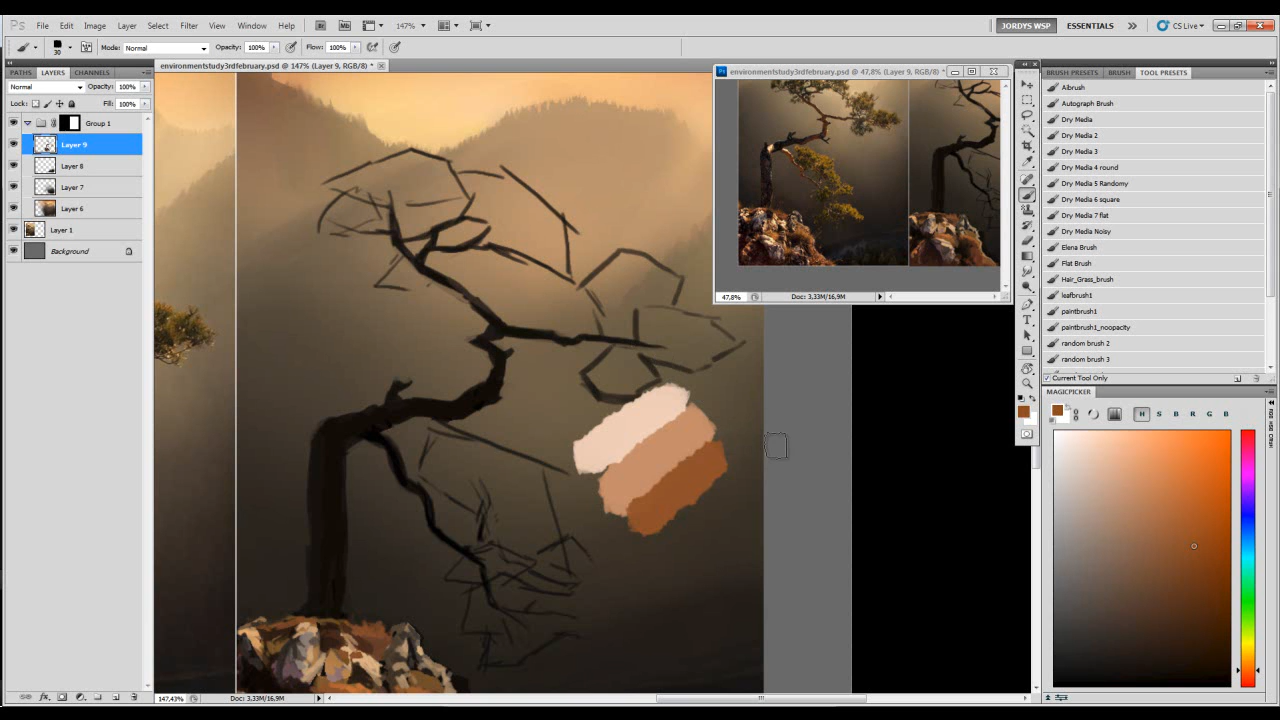 Ps File Edit Image Layer Select Filter View Window Help Br Mb 147% JORDYS WSP ESSENTIALS CS Live
30 Mode: Normal Opacity: 100% Flow: 100%
PATHS LAYERS CHANNELS
Normal Opacity: 100%
Lock: Fill: 100%
Group 1
Layer 9
Layer 8
Layer 7
Layer 6
Layer 1
Background
environmentstudy3rdfebruary.psd @ 147% (Layer 9, RGB/8) *
147,43% Doc: 3,33M/16,9M
Ps environmentstudy3rdfebruary.psd @ 47,8% (Layer 9, RGB/8) *
47,8% Doc: 3,33M/16,9M
BRUSH PRESETS BRUSH TOOL PRESETS
Albrush
Autograph Brush
Dry Media
Dry Media 2
Dry Media 3
Dry Media 4 round
Dry Media 5 Randomy
Dry Media 6 square
Dry Media 7 flat
Dry Media Noisy
Elena Brush
Flat Brush
Hair_Grass_brush
leafbrush1
paintbrush1
paintbrush1_noopacity
random brush 2
random brush 3
Current Tool Only
MAGICPICKER
H S B R G B